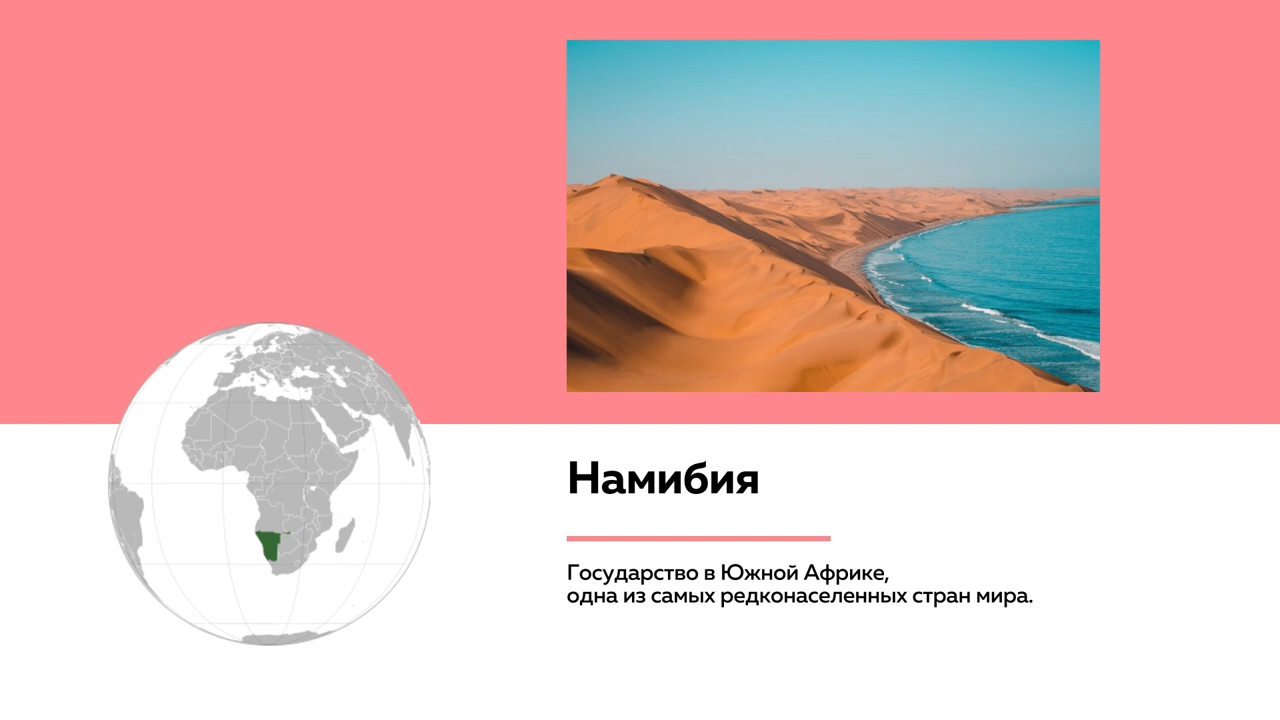 Намибия
Государство в Южной Африке,
одна из самых редконаселенных стран мира.